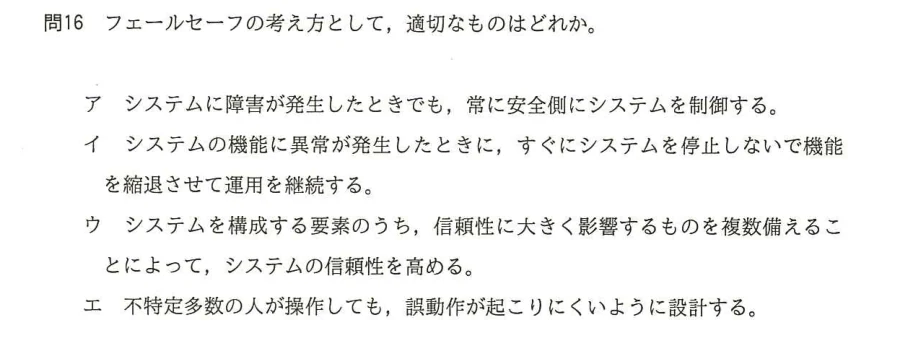 問16 フェールセーフの考え方として，適切なものはどれか。
ア システムに障害が発生したときでも，常に安全側にシステムを制御する。
イ システムの機能に異常が発生したときに，すぐにシステムを停止しないで機能
を縮退させて運用を継続する。
ウ システムを構成する要素のうち，信頼性に大きく影響するものを複数備えるこ
とによって，システムの信頼性を高める。
エ 不特定多数の人が操作しても，誤動作が起こりにくいように設計する。